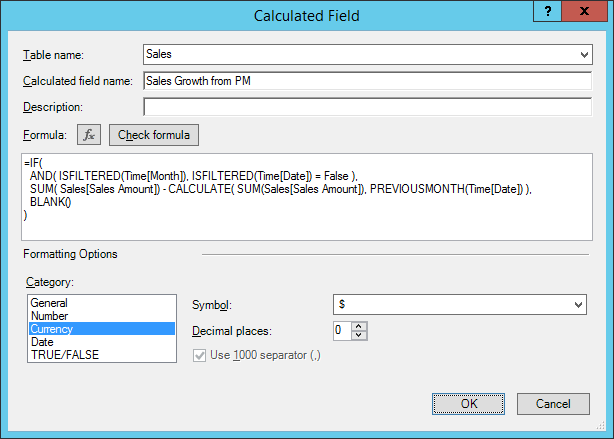 Calculated Field
?
Table name: Sales
Calculated field name: Sales Growth from PM
Description:
Formula: fx Check formula
=IF(
AND( ISFILTERED(Time[Month]), ISFILTERED(Time[Date]) = False ),
SUM( Sales[Sales Amount]) - CALCULATE( SUM(Sales[Sales Amount]), PREVIOUSMONTH(Time[Date]) ),
BLANK()
)
Formatting Options
Category:
General
Number
Currency
Date
TRUE/FALSE
Symbol: $
Decimal places: 0
Use 1000 separator (,)
OK Cancel